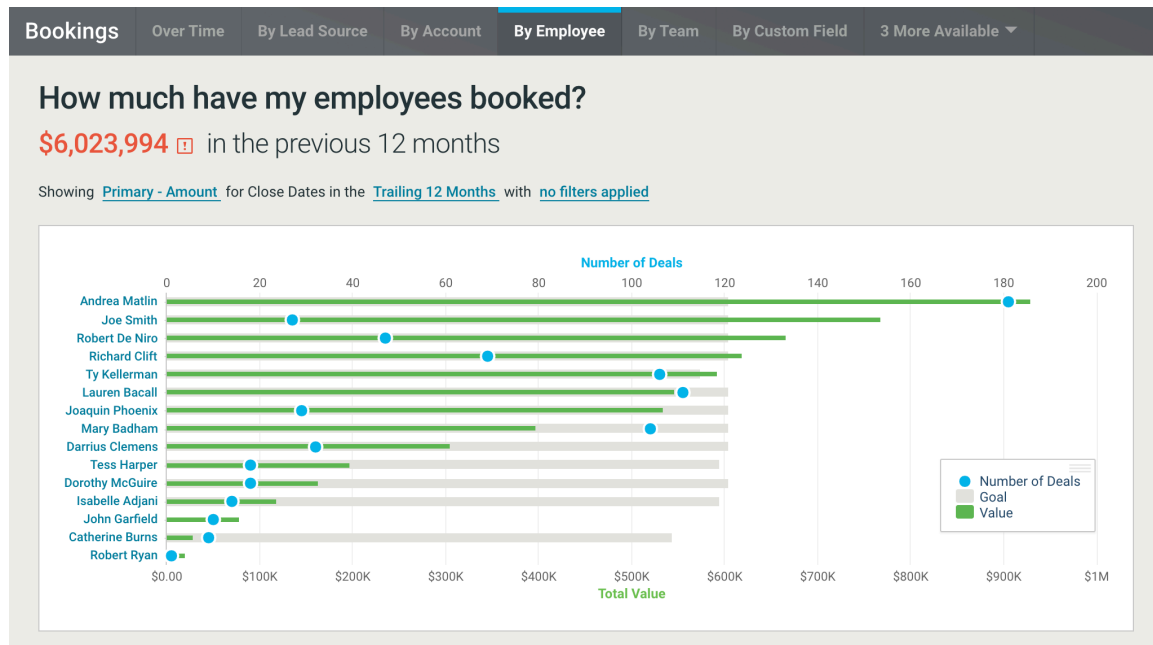 Bookings Over Time By Lead Source By Account By Employee By Team By Custom Field 3 More Available
How much have my employees booked?
$6,023,994 in the previous 12 months
Showing Primary - Amount for Close Dates in the Trailing 12 Months with no filters applied
Number of Deals
0 20 40 60 80 100 120 140 160 180 200
Andrea Matlin
Joe Smith
Robert De Niro
Richard Clift
Ty Kellerman
Lauren Bacall
Joaquin Phoenix
Mary Badham
Darrius Clemens
Tess Harper
Dorothy McGuire
Isabelle Adjani
John Garfield
Catherine Burns
Robert Ryan
Number of Deals
Goal
Value
$0.00 $100K $200K $300K $400K $500K $600K $700K $800K $900K $1M
Total Value